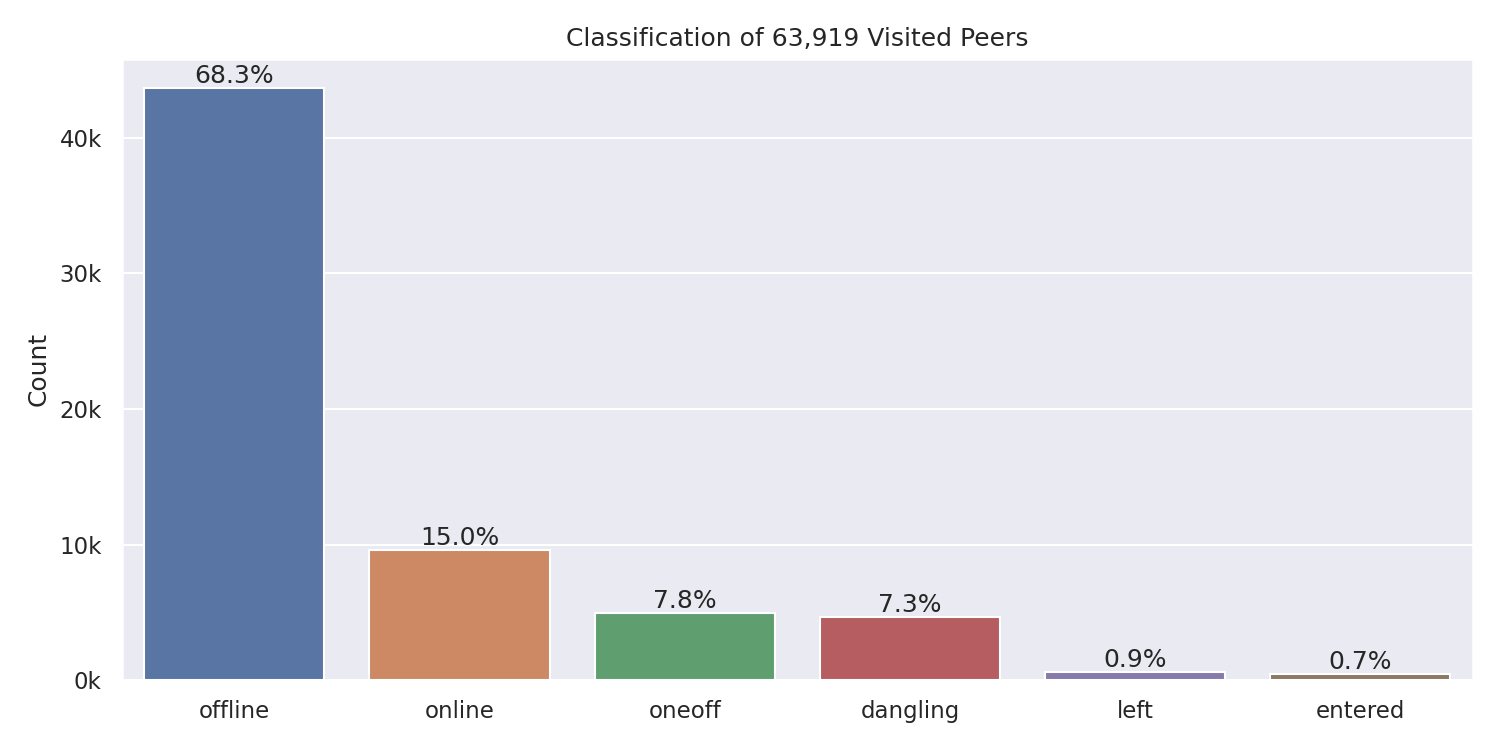 Classification of 63,919 Visited Peers
68.3%
40k
30k
Count
20k
15.0%
10k
7.8%
7.3%
0.9%
0.7%
0k
offline online oneoff dangling left entered